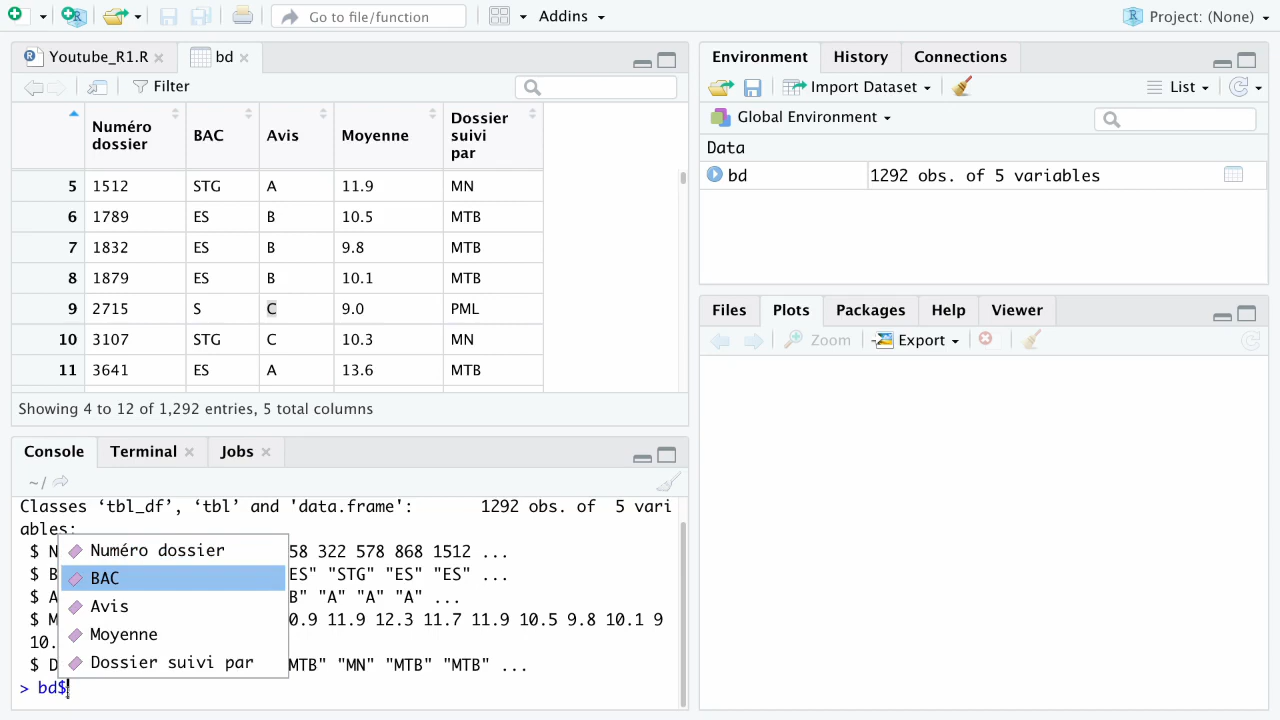 Go to file/function
Addins
Project: (None)
Youtube_R1.R
bd
Filter
Numéro dossier BAC Avis Moyenne Dossier suivi par
5 1512 STG A 11.9 MN
6 1789 ES B 10.5 MTB
7 1832 ES B 9.8 MTB
8 1879 ES B 10.1 MTB
9 2715 S C 9.0 PML
10 3107 STG C 10.3 MN
11 3641 ES A 13.6 MTB
Showing 4 to 12 of 1,292 entries, 5 total columns
Console Terminal Jobs
~/
Classes ‘tbl_df’, ‘tbl’ and 'data.frame': 1292 obs. of 5 vari
ables:
$ N 58 322 578 868 1512 ...
$ B ES" "STG" "ES" "ES" ...
$ A B" "A" "A" "A" ...
$ M 0.9 11.9 12.3 11.7 11.9 10.5 9.8 10.1 9
10.
$ D MTB" "MN" "MTB" "MTB" ...
> bd$
Numéro dossier
BAC
Avis
Moyenne
Dossier suivi par
Environment History Connections
Import Dataset
List
Global Environment
Data
bd 1292 obs. of 5 variables
Files Plots Packages Help Viewer
Zoom Export